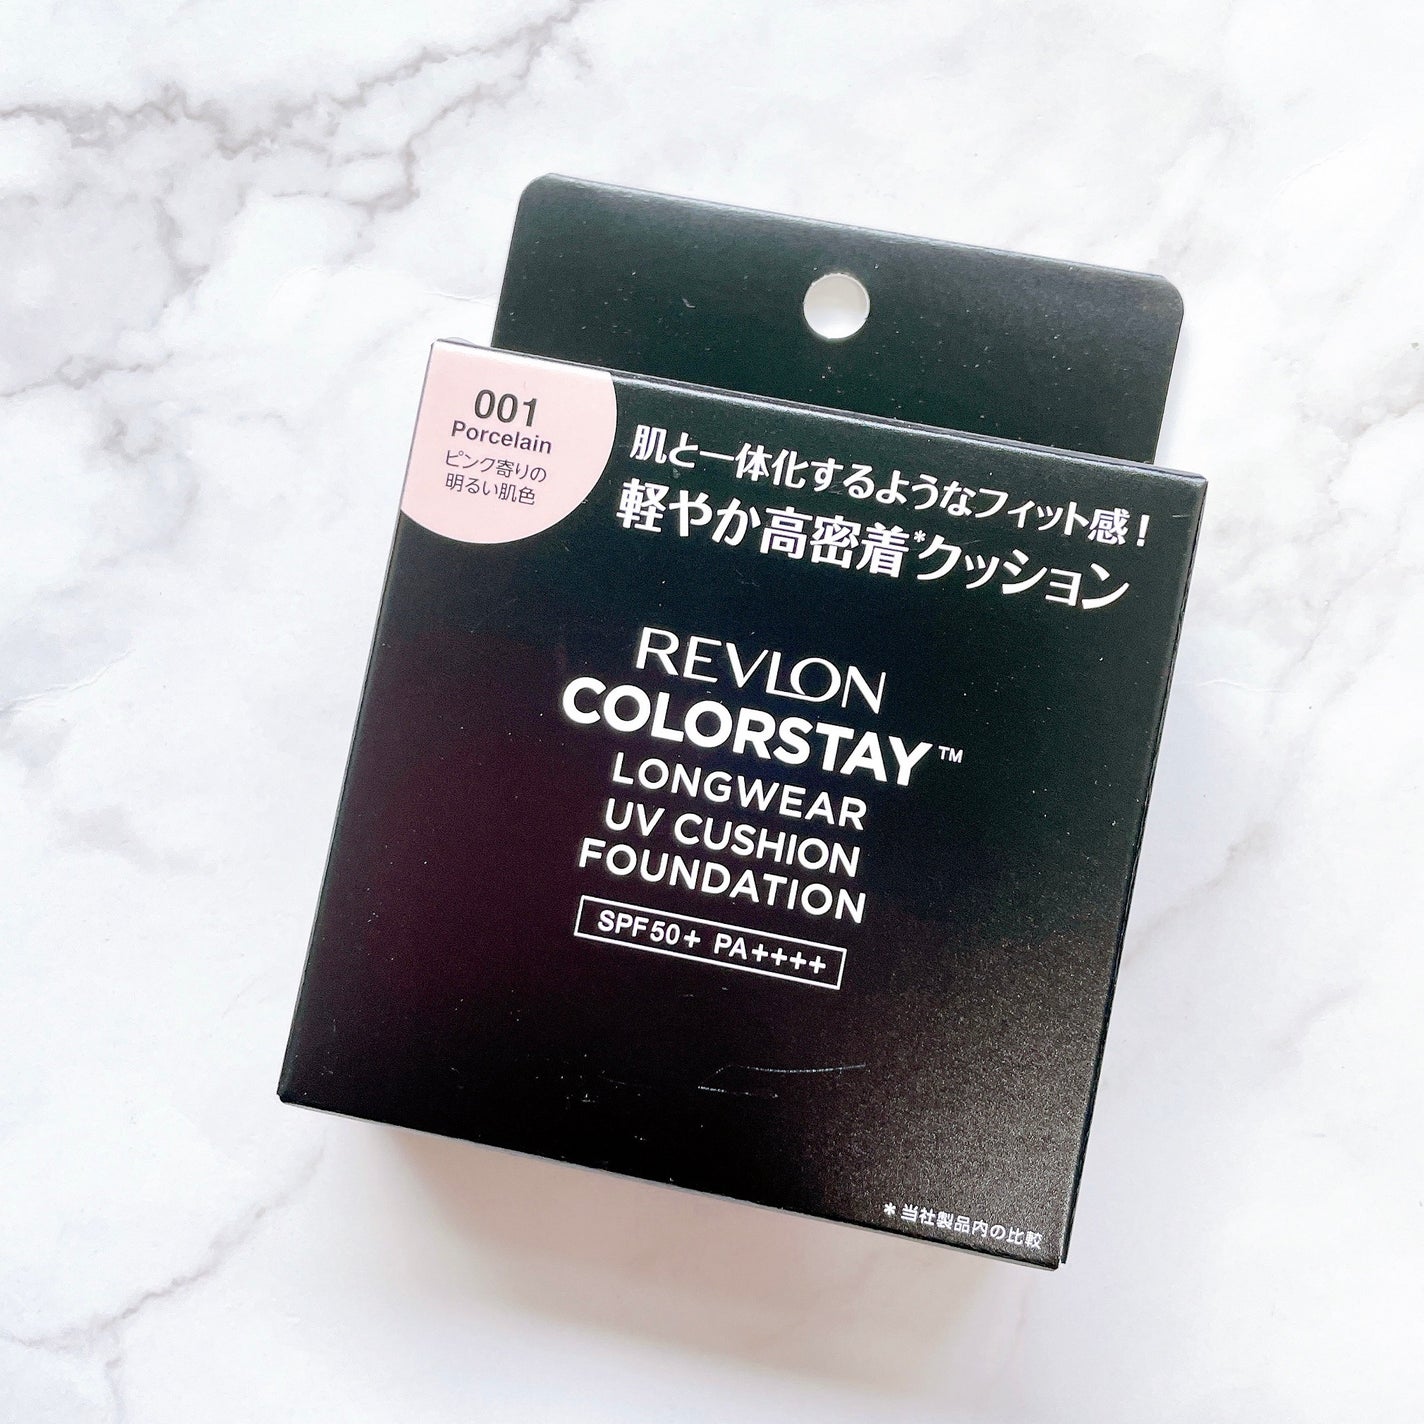 001
Porcelain
ピンク寄りの
明るい肌色
肌と一体化するようなフィット感！
軽やか高密着*クッション
REVLON
COLORSTAY™
LONGWEAR
UV CUSHION
FOUNDATION
SPF50+ PA++++
* 当社製品内の比較